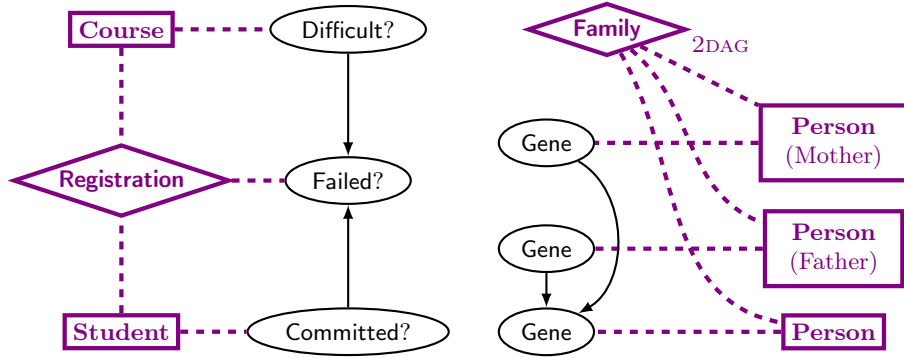 Course
Difficult?
Registration
Failed?
Student
Committed?
Family
2DAG
Gene
Person
(Mother)
Gene
Person
(Father)
Gene
Person